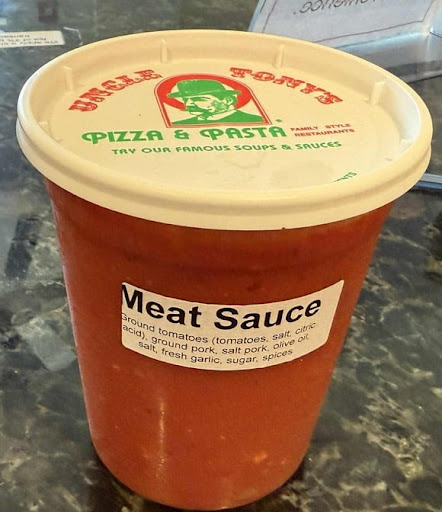 UNCLE TONY'S
PIZZA & PASTA
FAMILY STYLE
RESTAURANTS
TRY OUR FAMOUS SOUPS & SAUCES
Meat Sauce
Ground tomatoes (tomatoes, salt, citric
acid), ground pork, salt pork, olive oil,
salt, fresh garlic, sugar, spices